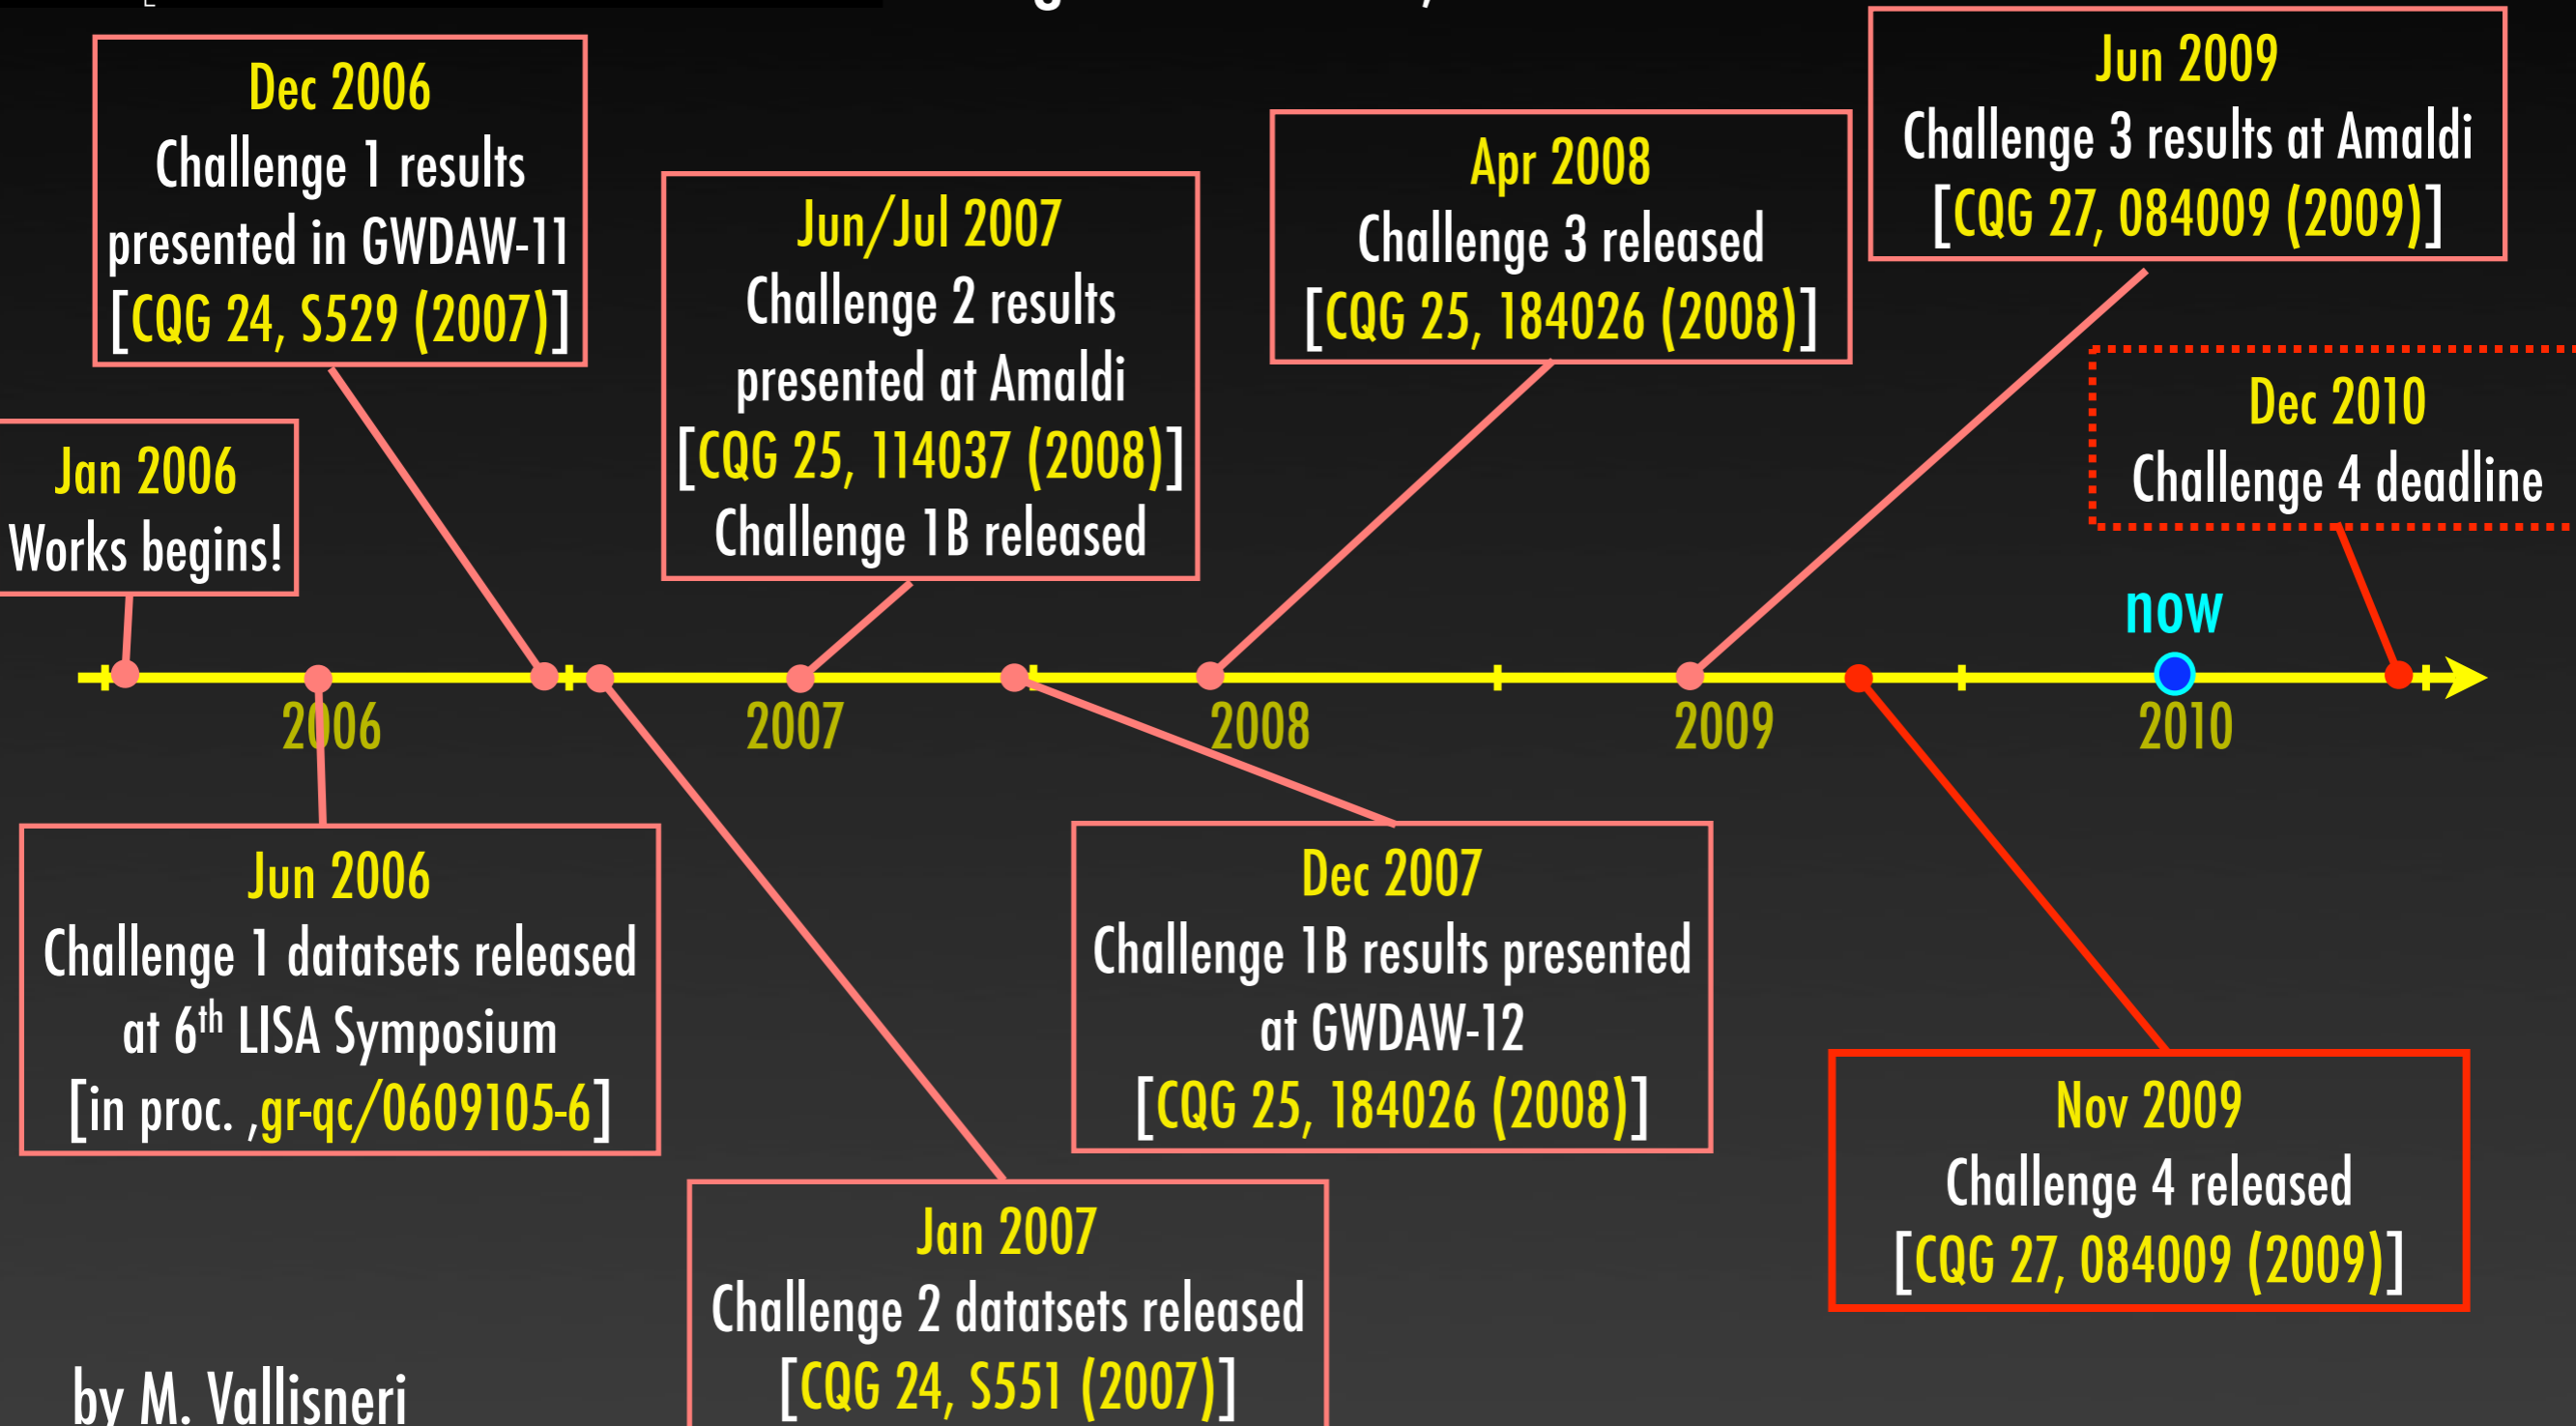 Dec 2006
Challenge 1 results
presented in GWDAW-11
[CQG 24, S529 (2007)]
Jun 2009
Challenge 3 results at Amaldi
[CQG 27, 084009 (2009)]
Apr 2008
Challenge 3 released
[CQG 25, 184026 (2008)]
Jun/Jul 2007
Challenge 2 results
presented at Amaldi
[CQG 25, 114037 (2008)]
Challenge 1B released
Dec 2010
Challenge 4 deadline
Jan 2006
Works begins!
now
2006
2007
2008
2009
2010
Jun 2006
Challenge 1 datatsets released
at 6th LISA Symposium
[in proc. ,gr-qc/0609105-6]
Dec 2007
Challenge 1B results presented
at GWDAW-12
[CQG 25, 184026 (2008)]
Nov 2009
Challenge 4 released
[CQG 27, 084009 (2009)]
Jan 2007
Challenge 2 datatsets released
[CQG 24, S551 (2007)]
by M. Vallisneri